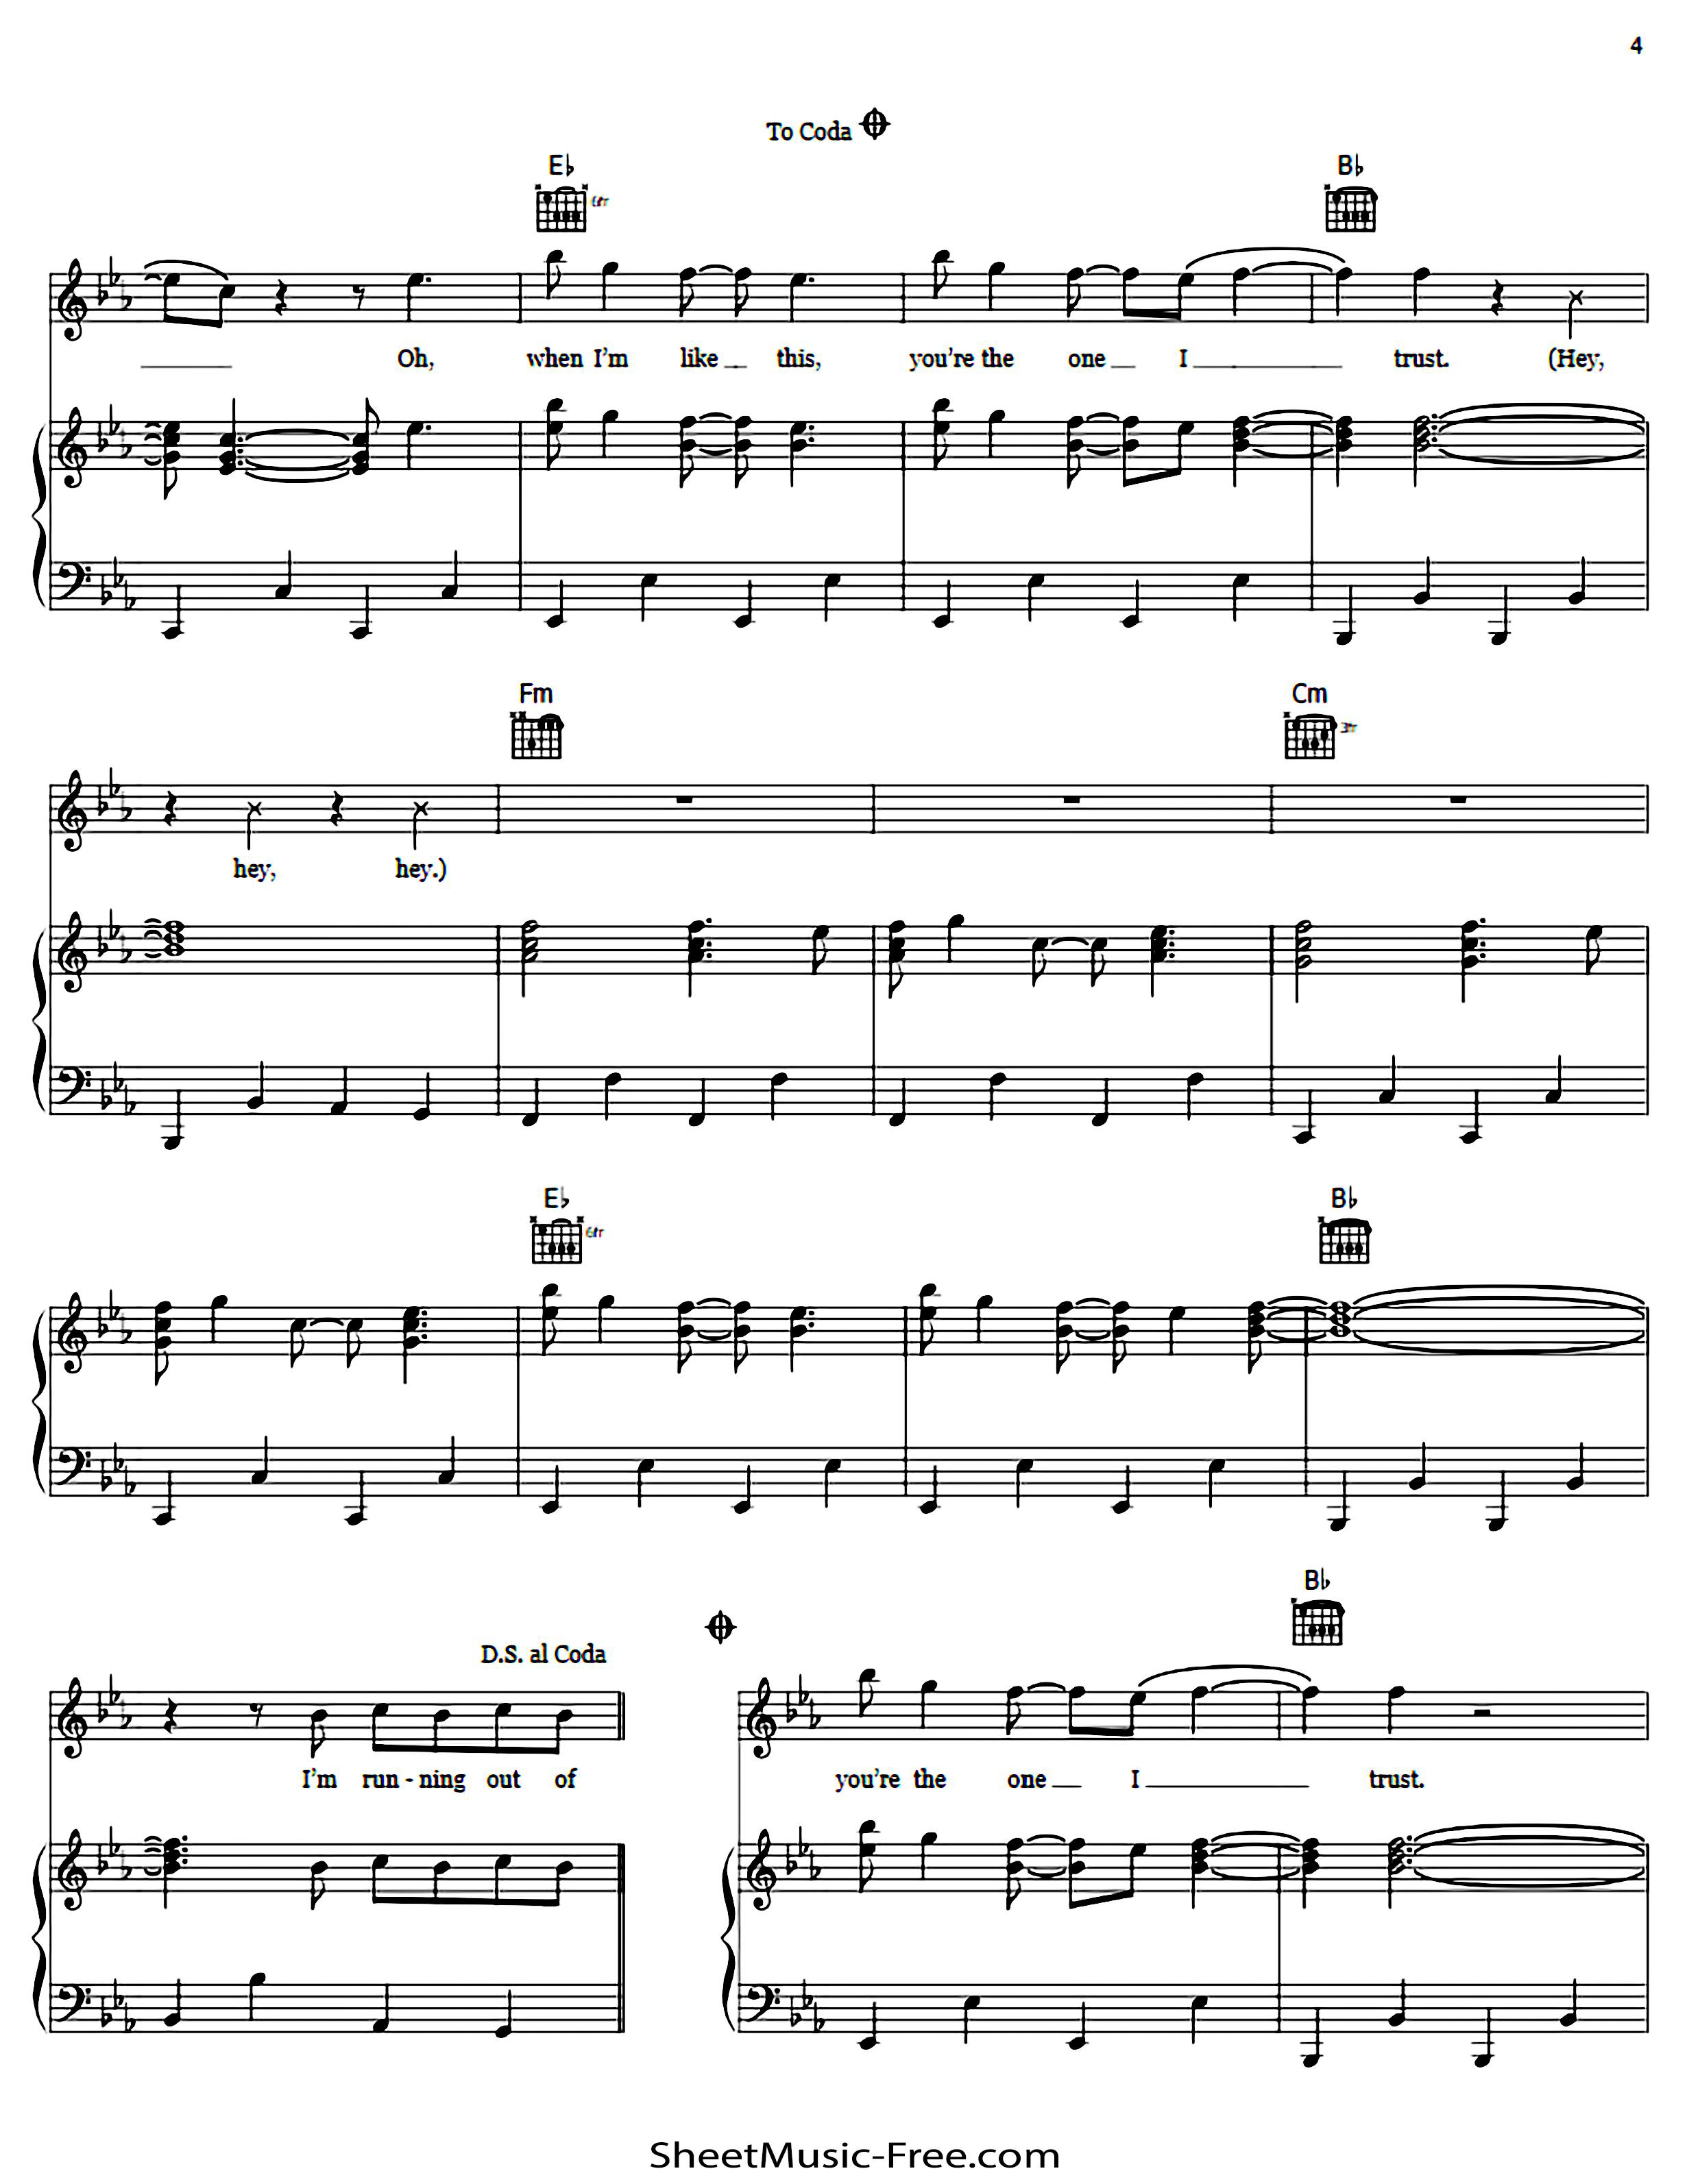 4
To Coda
E♭ B♭
6fr
Oh, when I'm like this, you're the one I trust. (Hey,
Fm Cm
3fr
hey, hey.)
E♭ B♭
6fr
B♭
D.S. al Coda
I'm run - ning out of you're the one I trust.
SheetMusic-Free.com